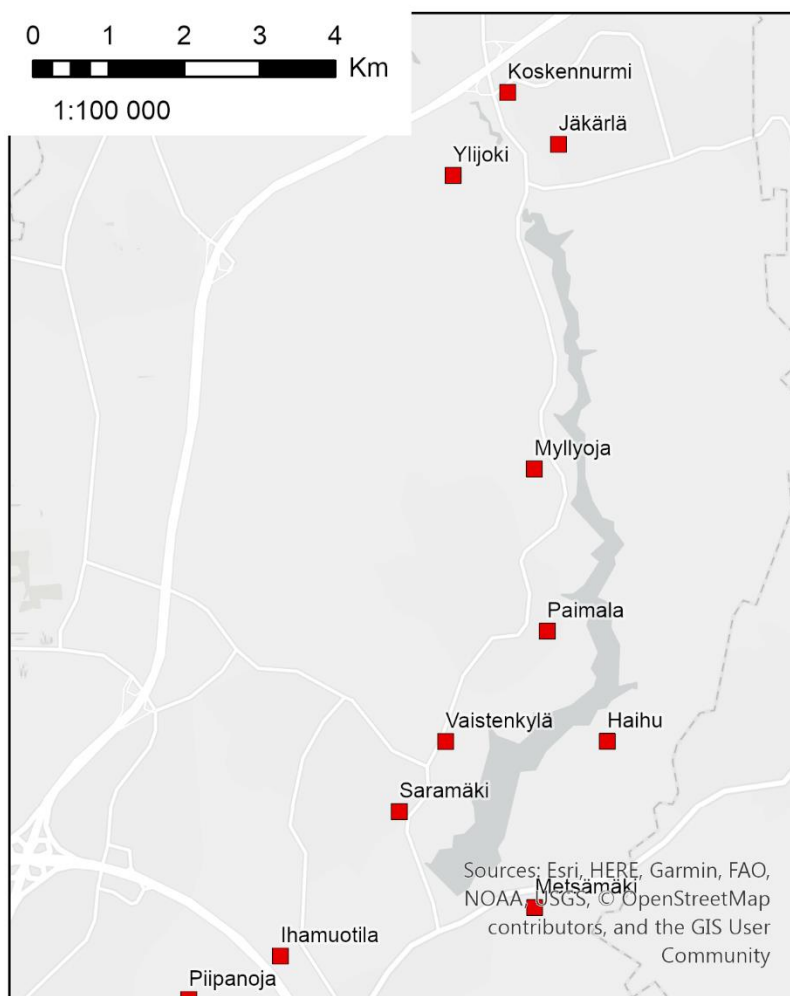 0 1 2 3 4
Km
1:100 000
Koskennurmi
Jäkärlä
Ylijoki
Myllyoja
Paimala
Vaistenkylä
Haihu
Saramäki
Sources: Esri, HERE, Garmin, FAO,
Metsämäki
NOAA, USGS, © OpenStreetMap
contributors, and the GIS User
Community
Ihamuotila
Piipanoja